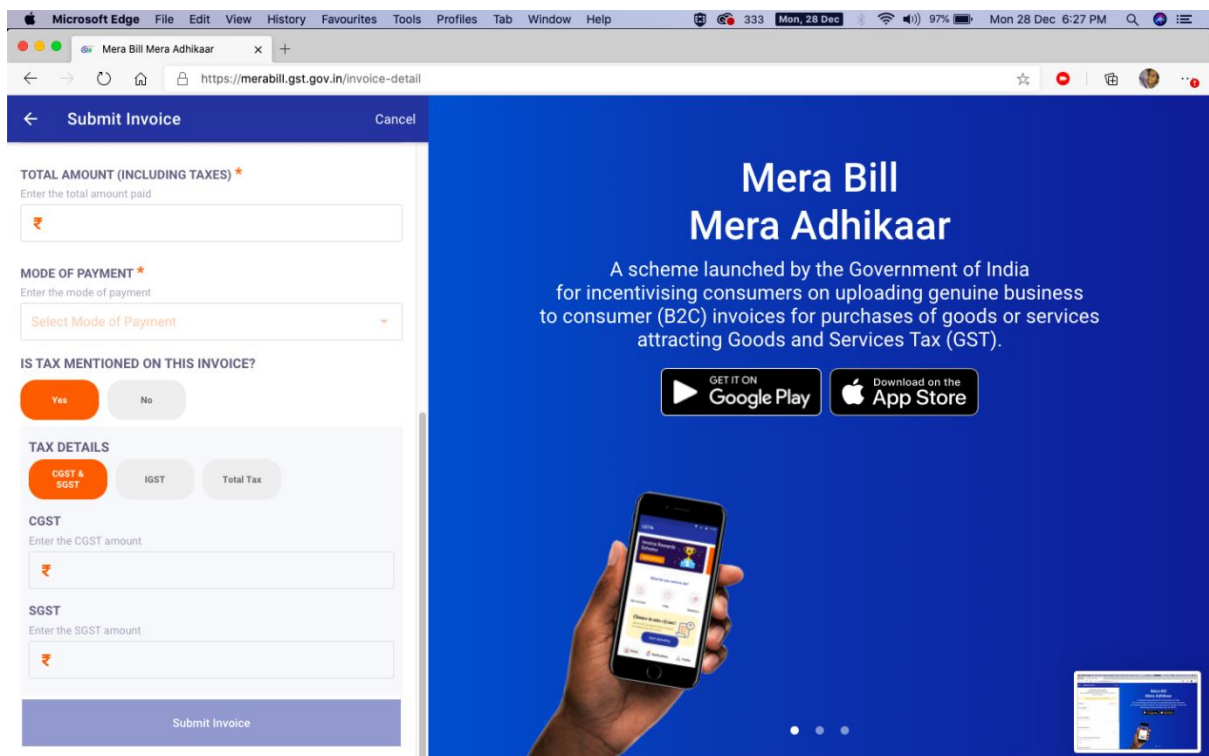 Microsoft Edge File Edit View History Favourites Tools Profiles Tab Window Help 333 Mon, 28 Dec 97% Mon 28 Dec 6:27 PM
Mera Bill Mera Adhikaar
https://merabill.gst.gov.in/invoice-detail
Submit Invoice Cancel
TOTAL AMOUNT (INCLUDING TAXES) *
Enter the total amount paid
₹
MODE OF PAYMENT *
Enter the mode of payment
Select Mode of Payment
IS TAX MENTIONED ON THIS INVOICE?
Yes No
TAX DETAILS
CGST &
SGST
IGST Total Tax
CGST
Enter the CGST amount
₹
SGST
Enter the SGST amount
₹
Submit Invoice
Mera Bill
Mera Adhikaar
A scheme launched by the Government of India
for incentivising consumers on uploading genuine business
to consumer (B2C) invoices for purchases of goods or services
attracting Goods and Services Tax (GST).
GET IT ON
Google Play
Download on the
App Store